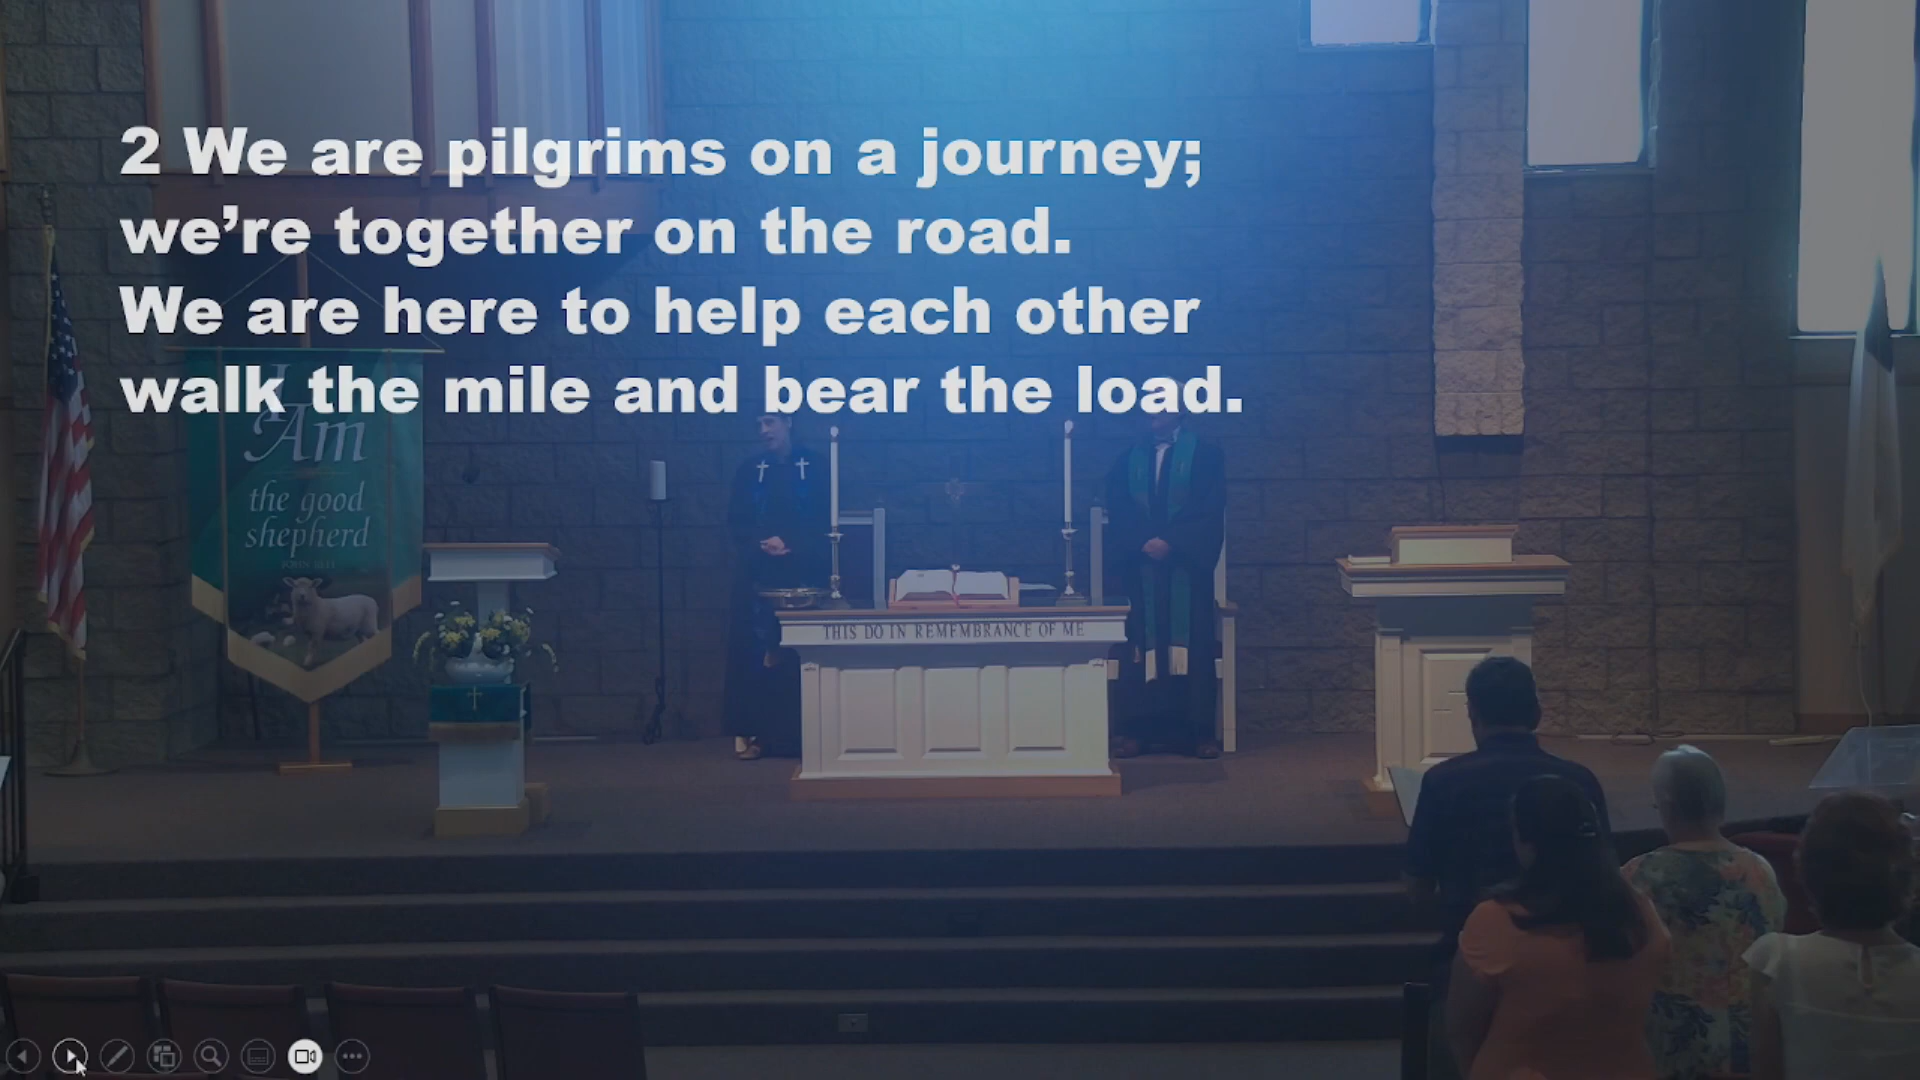 2 We are pilgrims on a journey;
we’re together on the road.
We are here to help each other
walk the mile and bear the load.
I
Am
the good
shepherd
THIS DO IN REMEMBRANCE OF ME